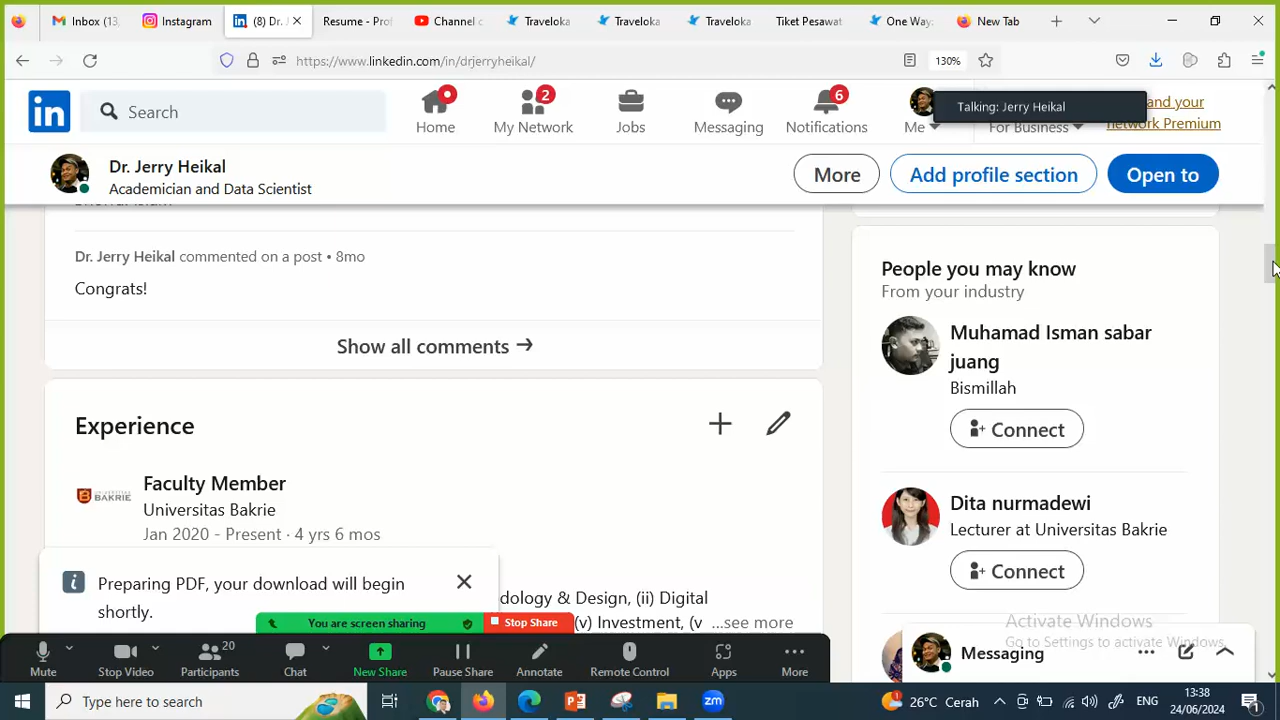 Inbox (13
Instagram
(8) Dr. J
Resume - Prof
Channel c
Traveloka
Traveloka
Traveloka
Tiket Pesawat
One Way:
New Tab
https://www.linkedin.com/in/drjerryheikal/
130%
in
Search
Home
2
My Network
Jobs
Messaging
6
Notifications
Me
For Business
and your
network Premium
Talking: Jerry Heikal
Dr. Jerry Heikal
Academician and Data Scientist
More
Add profile section
Open to
Dr. Jerry Heikal commented on a post • 8mo
Congrats!
Show all comments →
Experience
Faculty Member
UNIVERSITAS
BAKRIE
Universitas Bakrie
Jan 2020 - Present · 4 yrs 6 mos
dology & Design, (ii) Digital
(v) Investment, (v ...see more
Preparing PDF, your download will begin
shortly.
People you may know
From your industry
Muhamad Isman sabar
juang
Bismillah
Connect
Dita nurmadewi
Lecturer at Universitas Bakrie
Connect
Activate Windows
Go to Settings to activate Windows.
Messaging
You are screen sharing
Stop Share
Mute
Stop Video
20
Participants
Chat
New Share
Pause Share
Annotate
Remote Control
Apps
More
Type here to search
1
26°C Cerah
ENG
13:38
24/06/2024
1